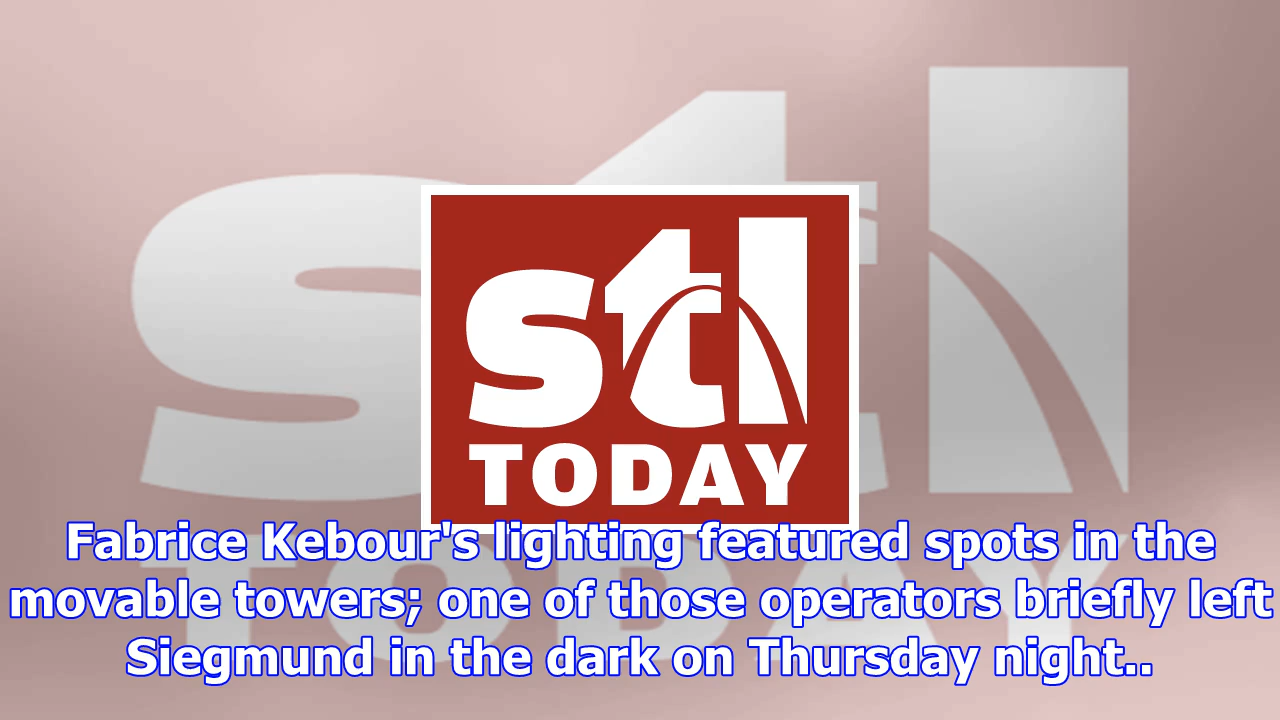 stl
TODAY
Fabrice Kebour's lighting featured spots in the
movable towers; one of those operators briefly left
Siegmund in the dark on Thursday night..